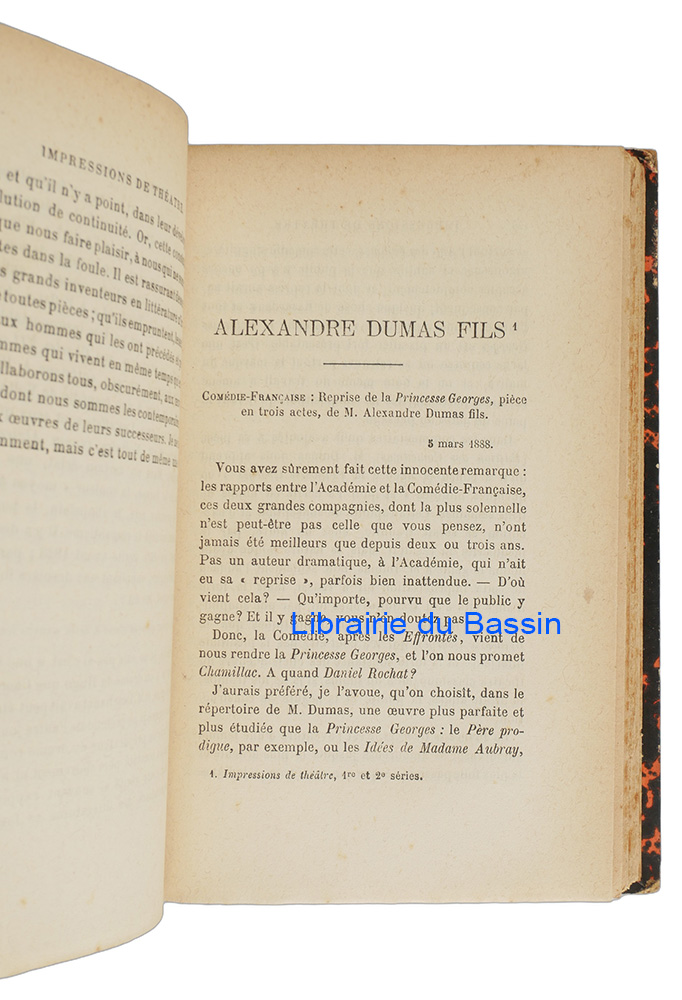 IMPRESSIONS DE THÉATRE
et qu'il n'y a point, dans leur
lution de continuité. Or, cette
que nous faire plaisir, à nous qui ne
tes dans la foule. Il est rassurant
s grands inventeurs en littérature
toutes pièces; qu'ils empruntent,
ux hommes qui les ont précédés
mmes qui vivent en même temps
llaborons tous, obscurément, aux
dont nous sommes les contemporains
x œuvres de leurs successeurs. Je
mment, mais c'est tout de même
ALEXANDRE DUMAS FILS ¹
COMÉDIE-FRANÇAISE : Reprise de la Princesse Georges, pièce
en trois actes, de M. Alexandre Dumas fils.
5 mars 1888.
Vous avez sûrement fait cette innocente remarque :
les rapports entre l'Académie et la Comédie-Française,
ces deux grandes compagnies, dont la plus solennelle
n'est peut-être pas celle que vous pensez, n'ont
jamais été meilleurs que depuis deux ou trois ans.
Pas un auteur dramatique, à l'Académie, qui n'ait
eu sa « reprise », parfois bien inattendue. — D'où
vient cela? — Qu'importe, pourvu que le public y
gagne? Et il y gagne, vous n'en doutez pas
Librairie du Bassin
Donc, la Comédie, après les Effrontés, vient de
nous rendre la Princesse Georges, et l'on nous promet
Chamillac. A quand Daniel Rochat?
J'aurais préféré, je l'avoue, qu'on choisît, dans le
répertoire de M. Dumas, une œuvre plus parfaite et
plus étudiée que la Princesse Georges : le Père pro-
digue, par exemple, ou les Idées de Madame Aubray,
1. Impressions de théâtre, 1re et 2e séries.